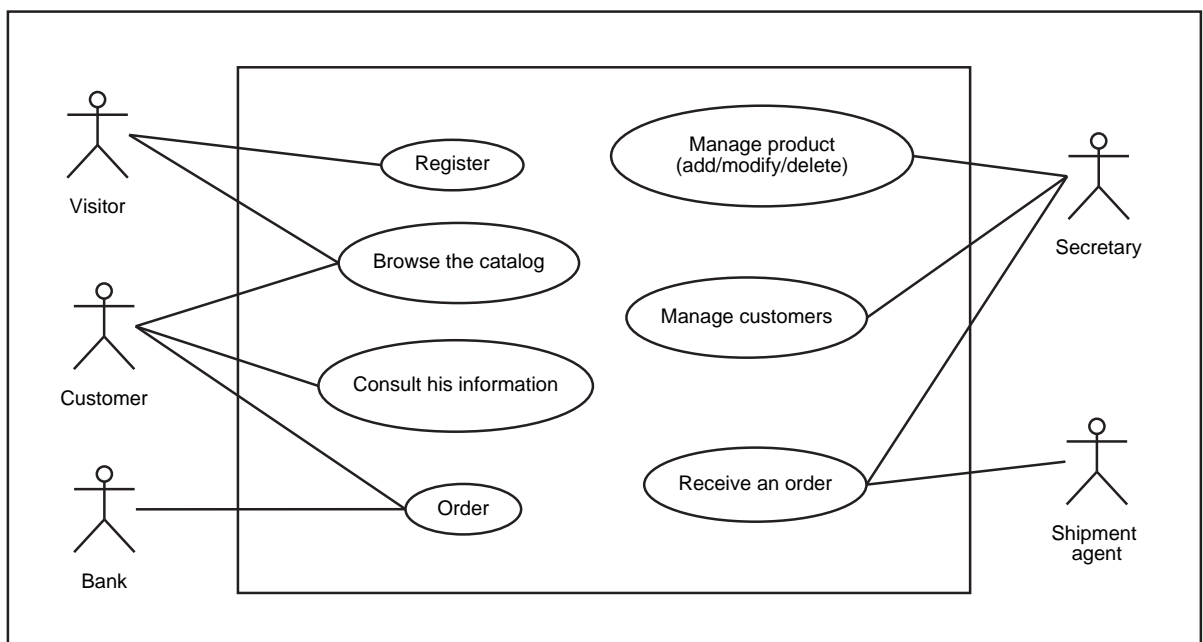 Visitor
Register
Manage product
(add/modify/delete)
Secretary
Browse the catalog
Customer
Manage customers
Consult his information
Bank
Order
Receive an order
Shipment
agent